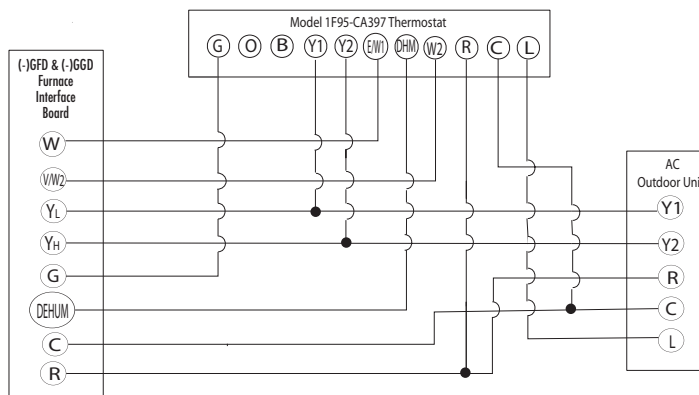 Model 1F95-CA397 Thermostat
G O B Y1 Y2 E/W1 DHM W2 R C L
(-)GFD & (-)GGD
Furnace
Interface
Board
W
V/W2
YL
YH
G
DEHUM
C
R
AC
Outdoor Uni
Y1
Y2
R
C
L